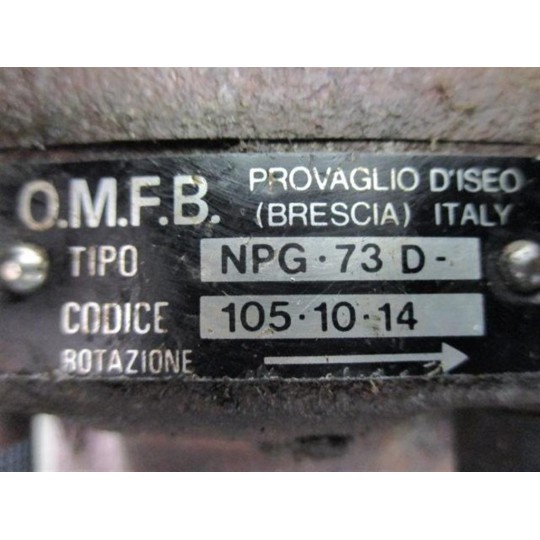 O.M.F.B. PROVAGLIO D'ISEO
(BRESCIA) ITALY
TIPO NPG·73 D-
CODICE 105·10·14
ROTAZIONE